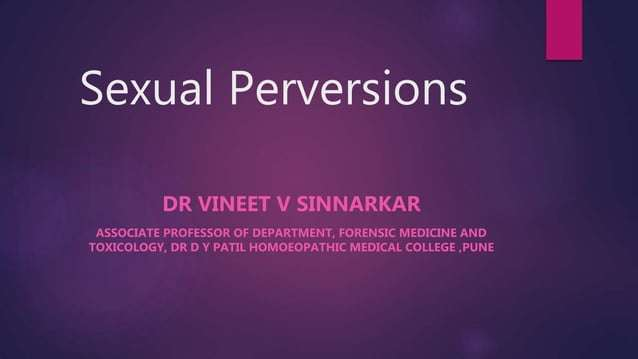 Sexual Perversions
DR VINEET V SINNARKAR
ASSOCIATE PROFESSOR OF DEPARTMENT, FORENSIC MEDICINE AND
TOXICOLOGY, DR D Y PATIL HOMOEOPATHIC MEDICAL COLLEGE ,PUNE